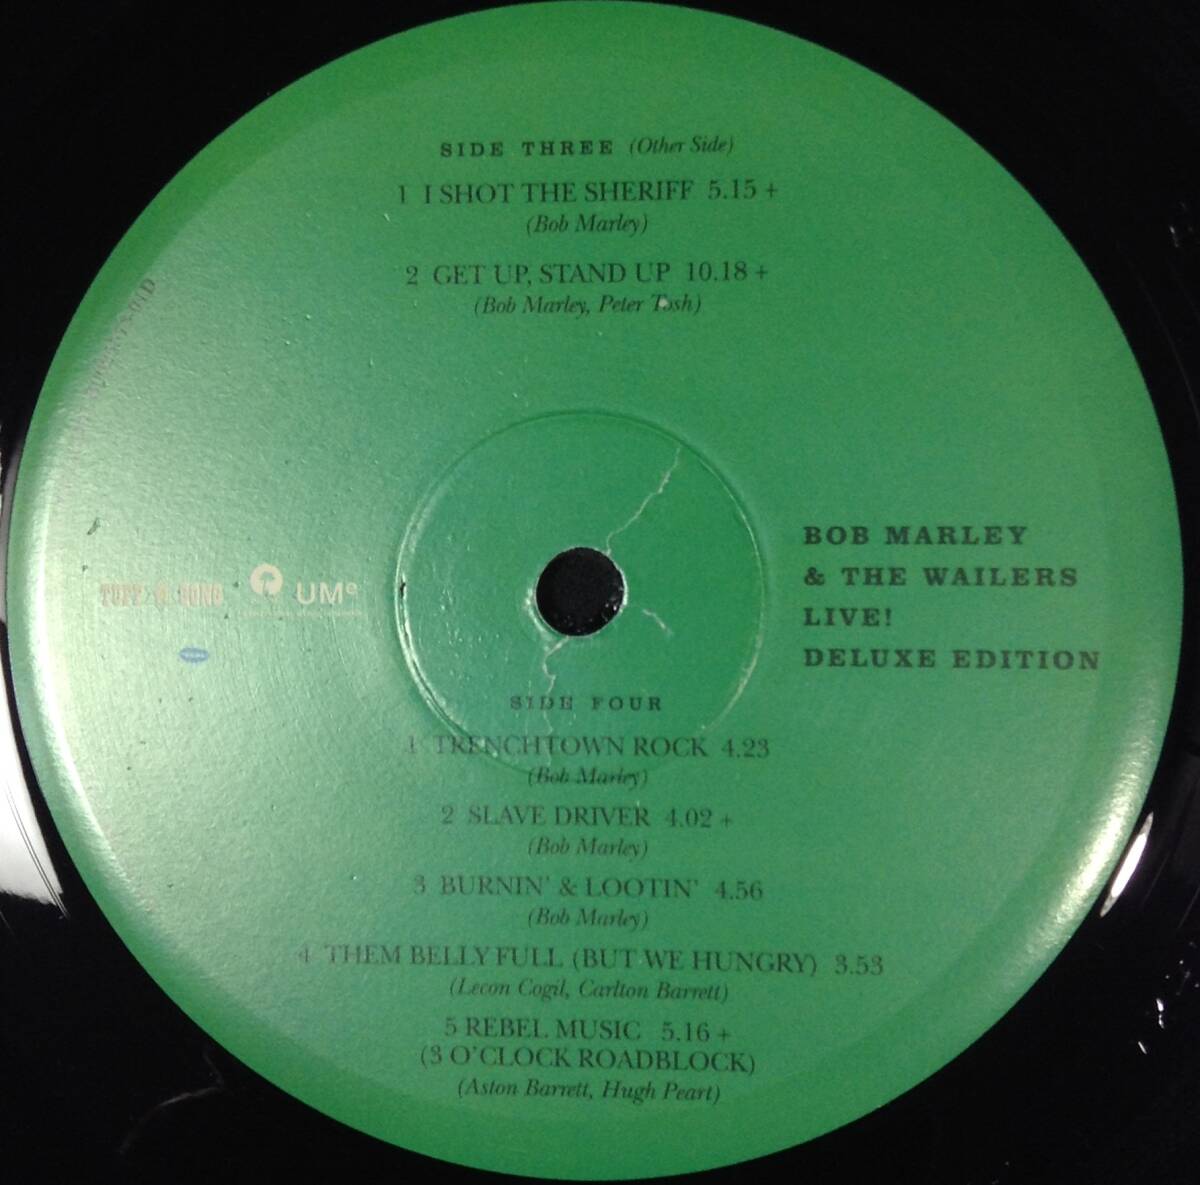 SIDE THREE (Other Side)
1 I SHOT THE SHERIFF 5.15 +
(Bob Marley)
2 GET UP, STAND UP 10.18 +
(Bob Marley, Peter Tosh)
BOB MARLEY
& THE WAILERS
LIVE!
DELUXE EDITION
TUFF GONG
UMe
SIDE FOUR
1 TRENCHTOWN ROCK 4.23
(Bob Marley)
2 SLAVE DRIVER 4.02 +
(Bob Marley)
3 BURNIN' & LOOTIN' 4.56
(Bob Marley)
4 THEM BELLY FULL (BUT WE HUNGRY) 3.53
(Lecon Cogil, Carlton Barrett)
5 REBEL MUSIC 5.16 +
(3 O'CLOCK ROADBLOCK)
(Aston Barrett, Hugh Peart)